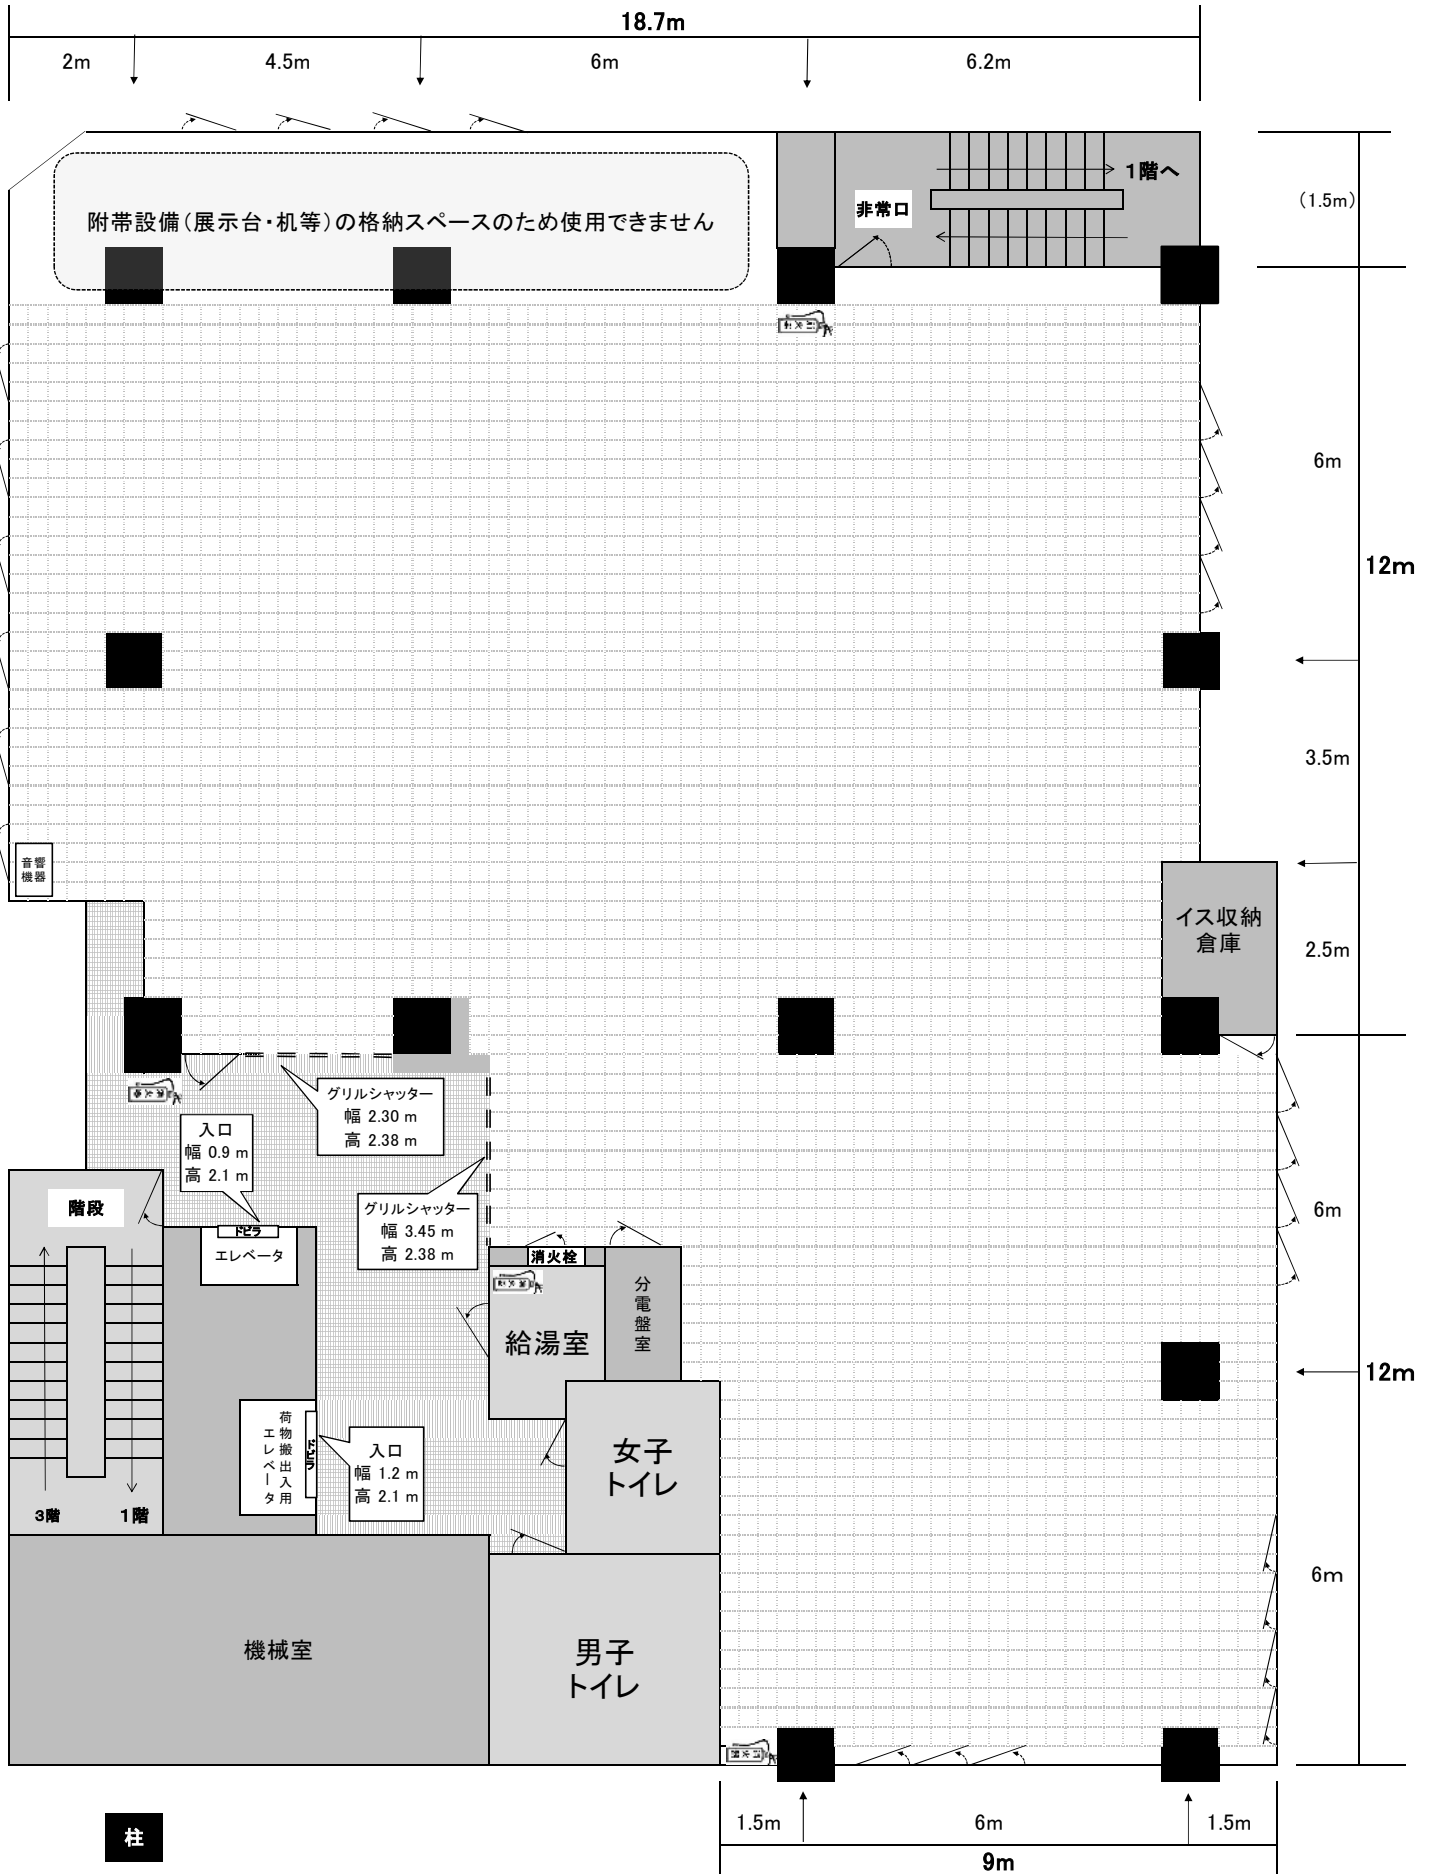 18.7m
2m
4.5m
6m
6.2m
附帯設備(展示台・机等)の格納スペースのため使用できません
非常口
1階へ
(1.5m)
6m
12m
3.5m
2.5m
音響
機器
イス収納
倉庫
グリルシャッター
幅 2.30 m
高 2.38 m
入口
幅 0.9 m
高 2.1 m
グリルシャッター
幅 3.45 m
高 2.38 m
階段
ドビラ
エレベータ
消火栓
給湯室
分電盤室
6m
12m
荷物搬出入用
エレベータ
ドビラ
入口
幅 1.2 m
高 2.1 m
女子
トイレ
3階
1階
6m
機械室
男子
トイレ
1.5m
6m
1.5m
9m
柱